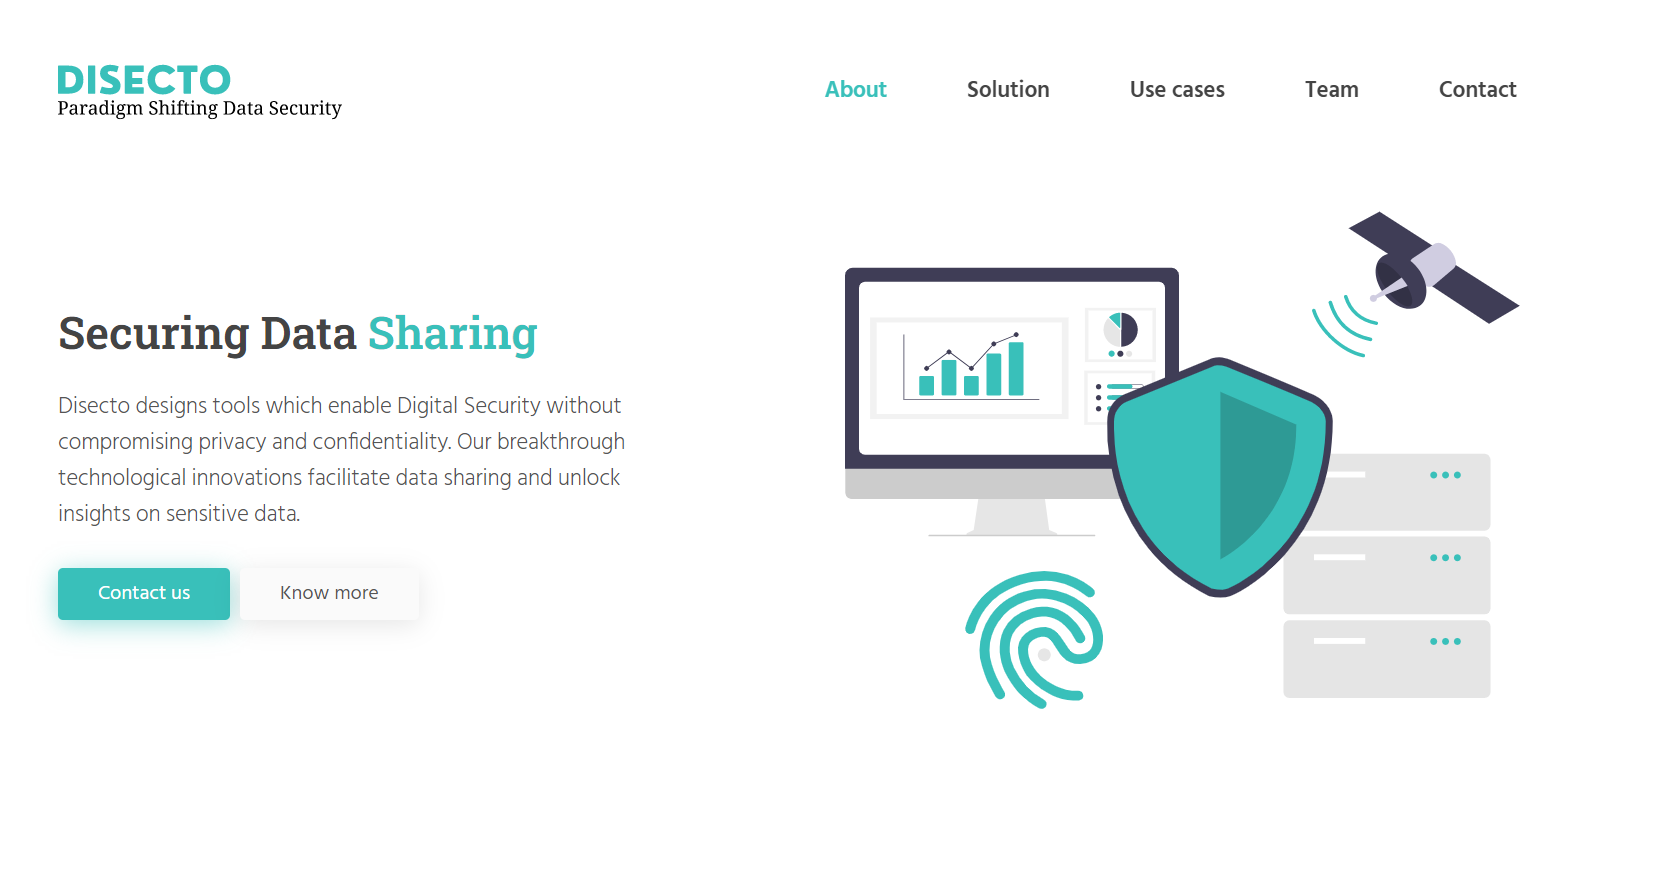 DISECTO
Paradigm Shifting Data Security
About
Solution
Use cases
Team
Contact
Securing Data Sharing
Disecto designs tools which enable Digital Security without
compromising privacy and confidentiality. Our breakthrough
technological innovations facilitate data sharing and unlock
insights on sensitive data.
Contact us
Know more